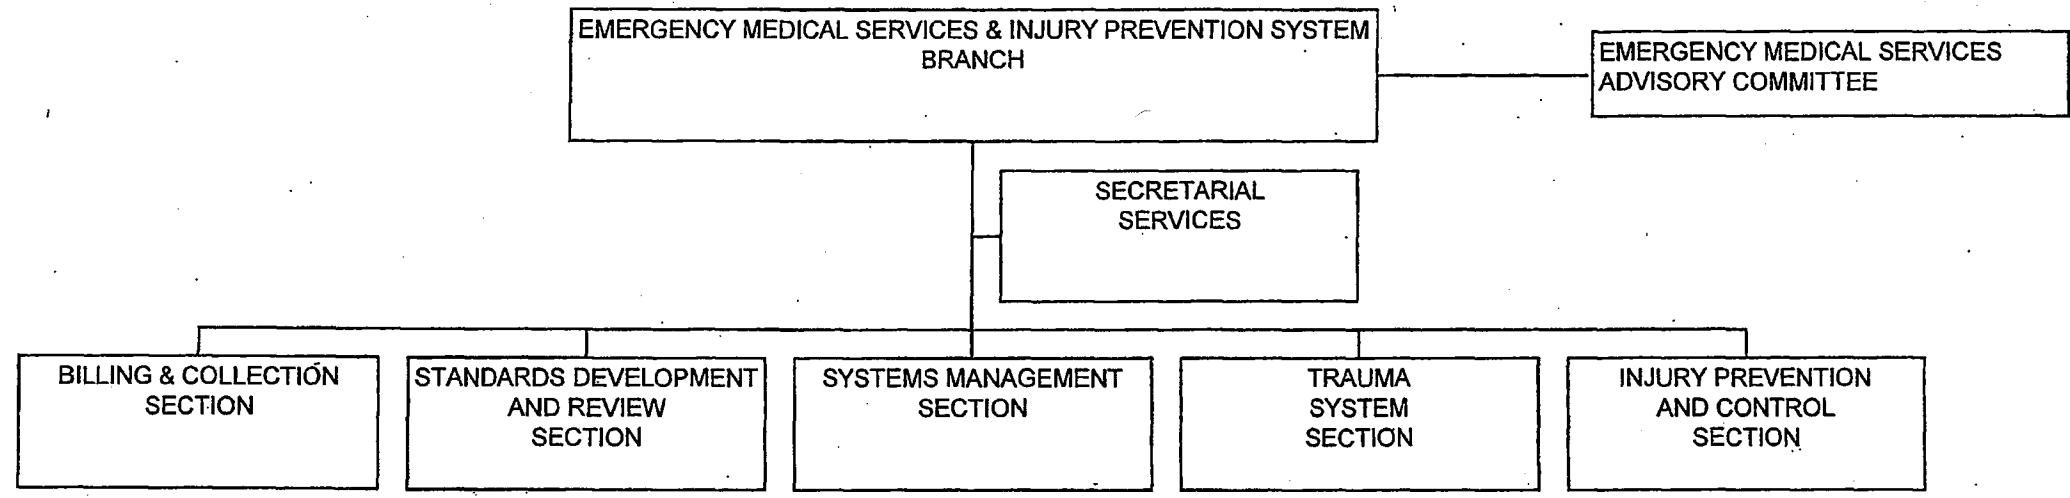 EMERGENCY MEDICAL SERVICES & INJURY PREVENTION SYSTEM
BRANCH
EMERGENCY MEDICAL SERVICES
ADVISORY COMMITTEE
SECRETARIAL
SERVICES
BILLING & COLLECTION
SECTION
STANDARDS DEVELOPMENT
AND REVIEW
SECTION
SYSTEMS MANAGEMENT
SECTION
TRAUMA
SYSTEM
SECTION
INJURY PREVENTION
AND CONTROL
SECTION